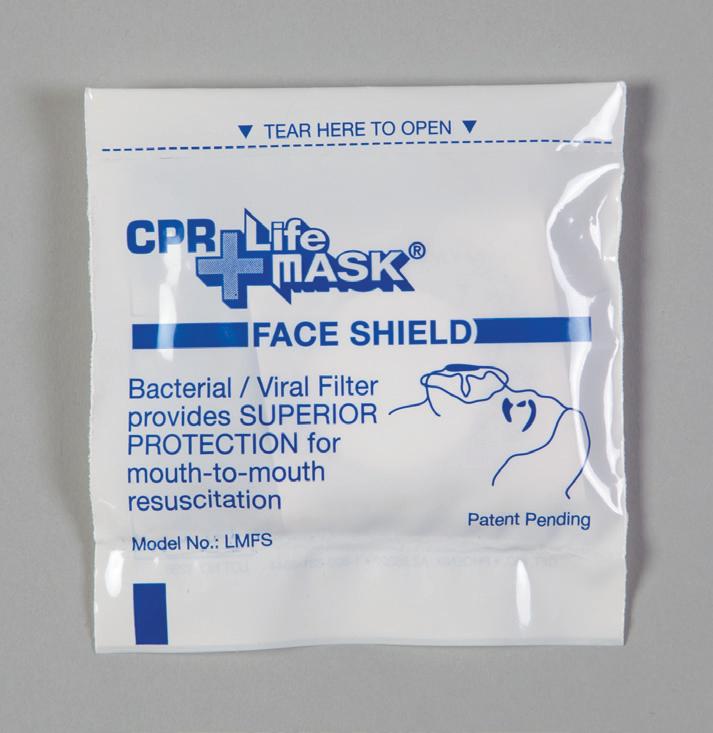 ▼ TEAR HERE TO OPEN ▼
CPR Life
MASK®
FACE SHIELD
Bacterial / Viral Filter
provides SUPERIOR
PROTECTION for
mouth-to-mouth
resuscitation
Patent Pending
Model No.: LMFS